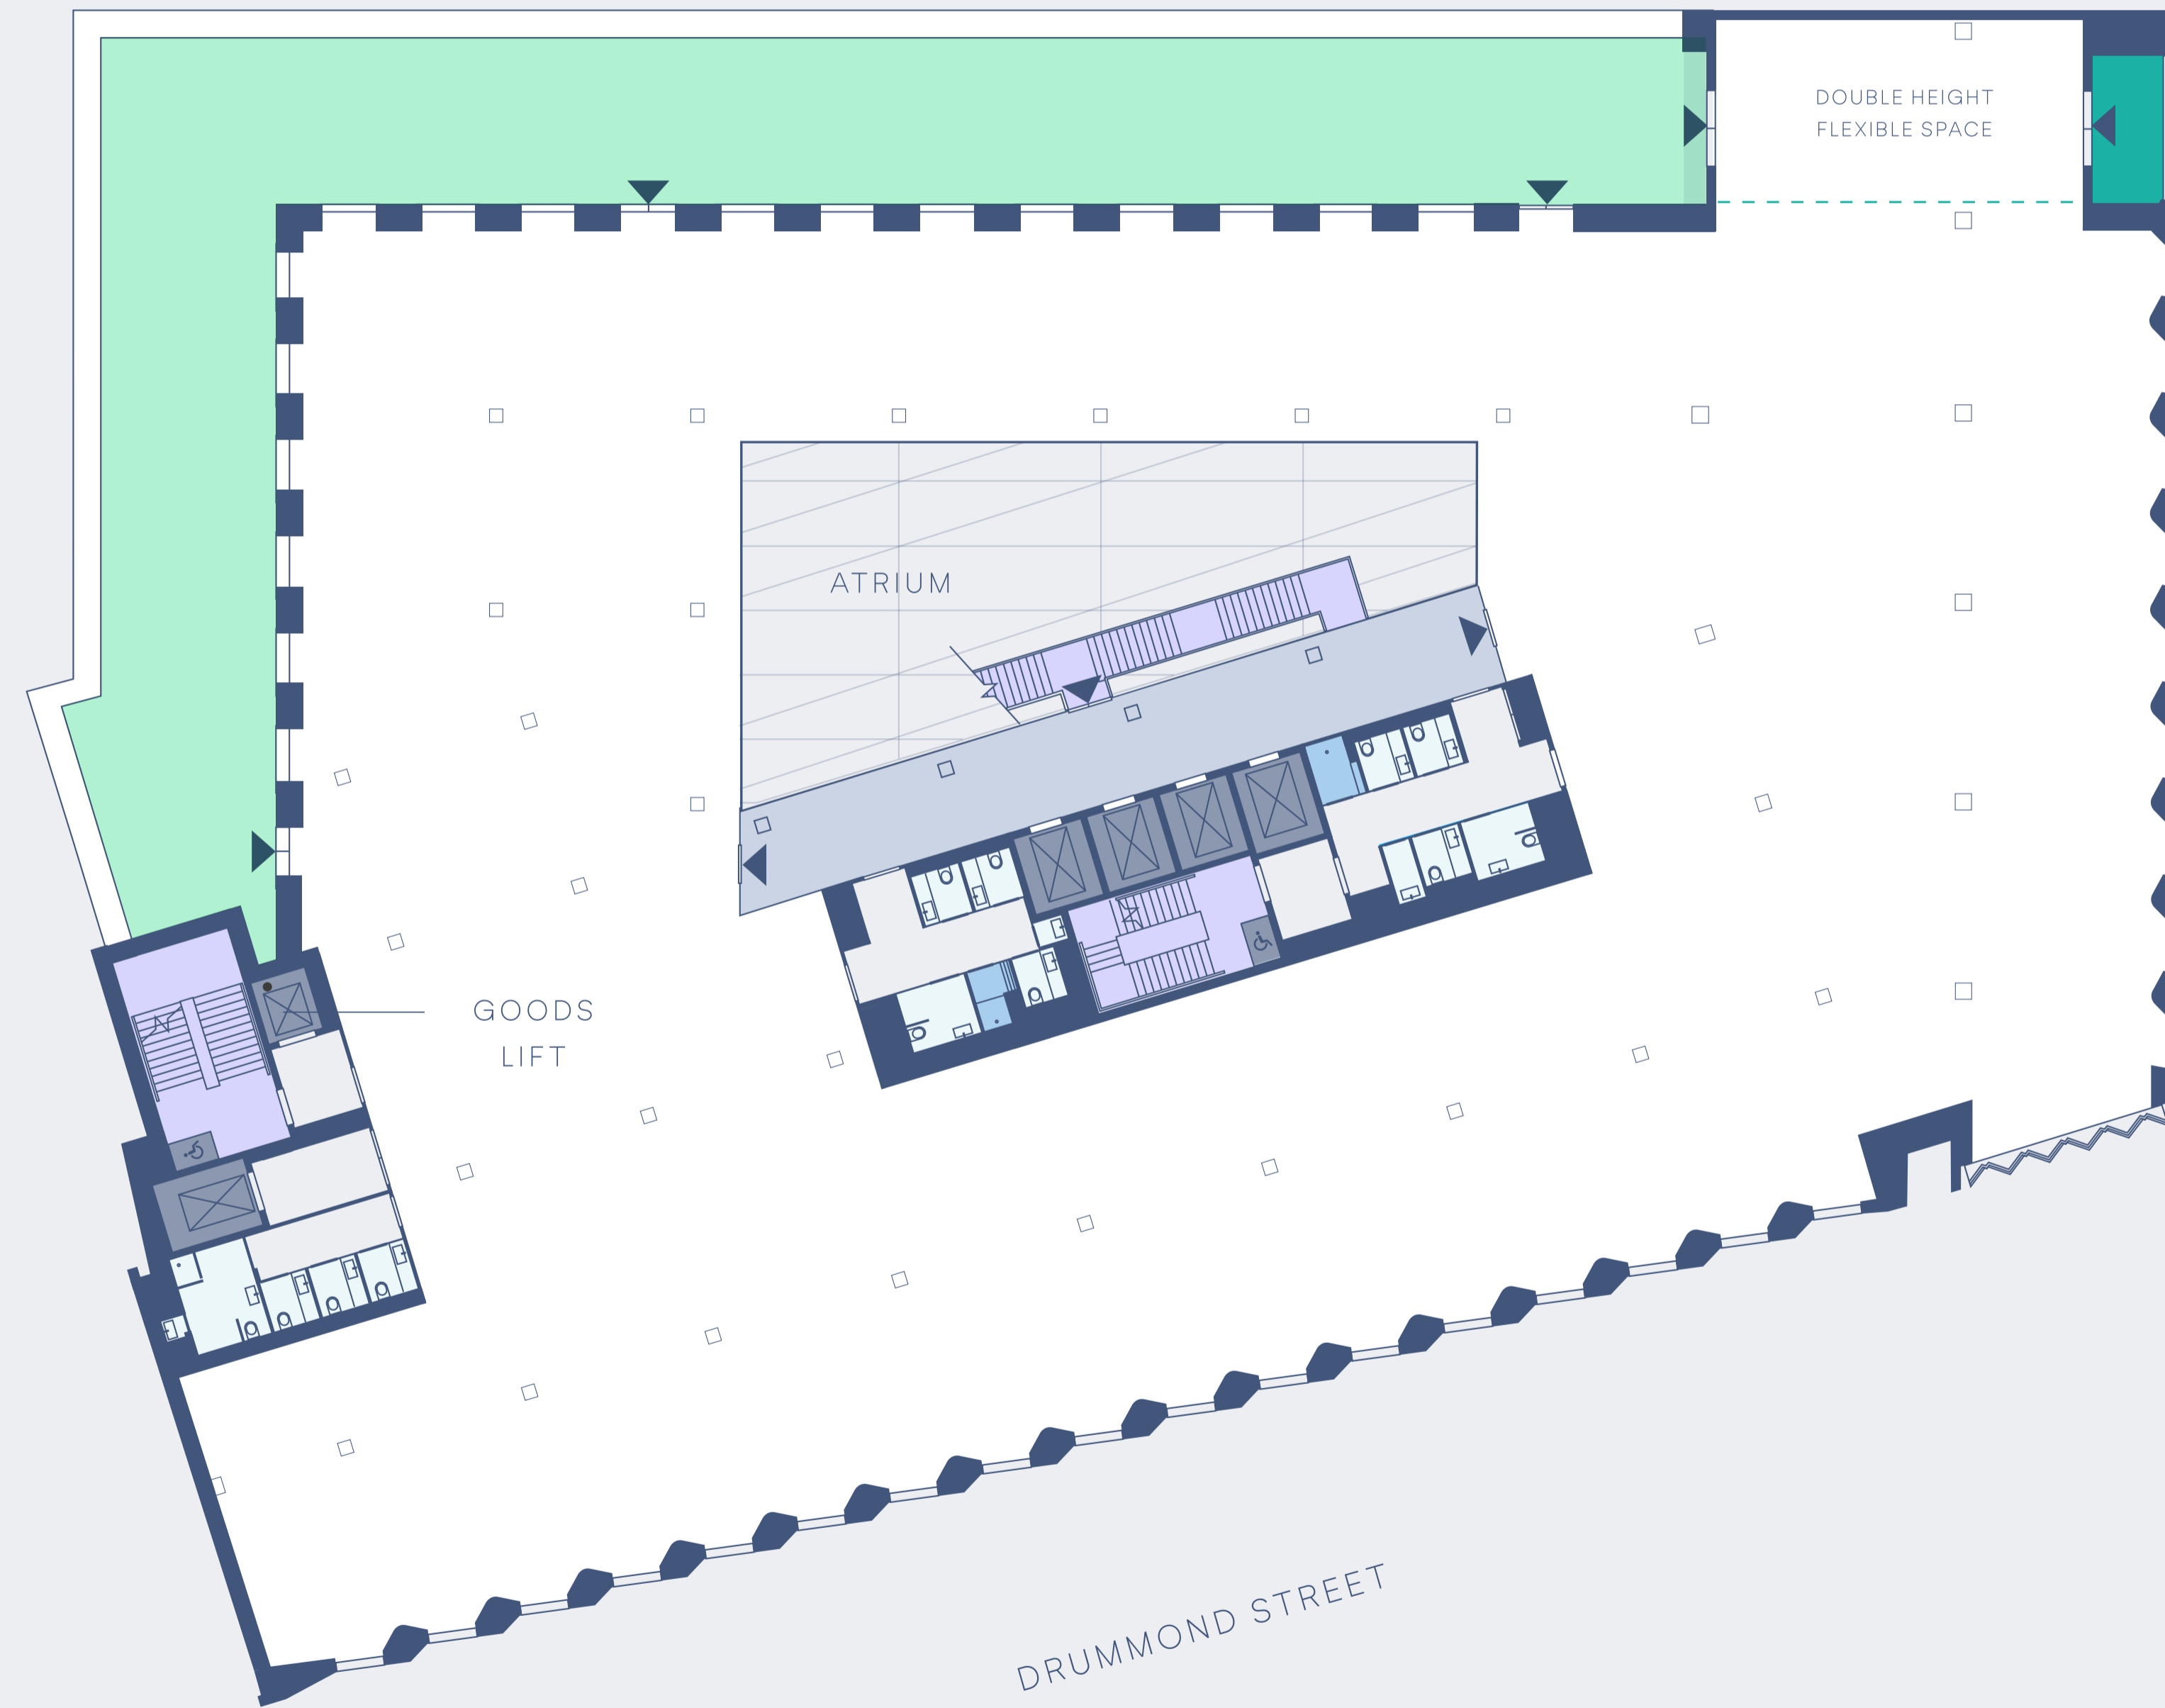 DOUBLE HEIGHT
FLEXIBLE SPACE
ATRIUM
GOODS
LIFT
DRUMMOND STREET